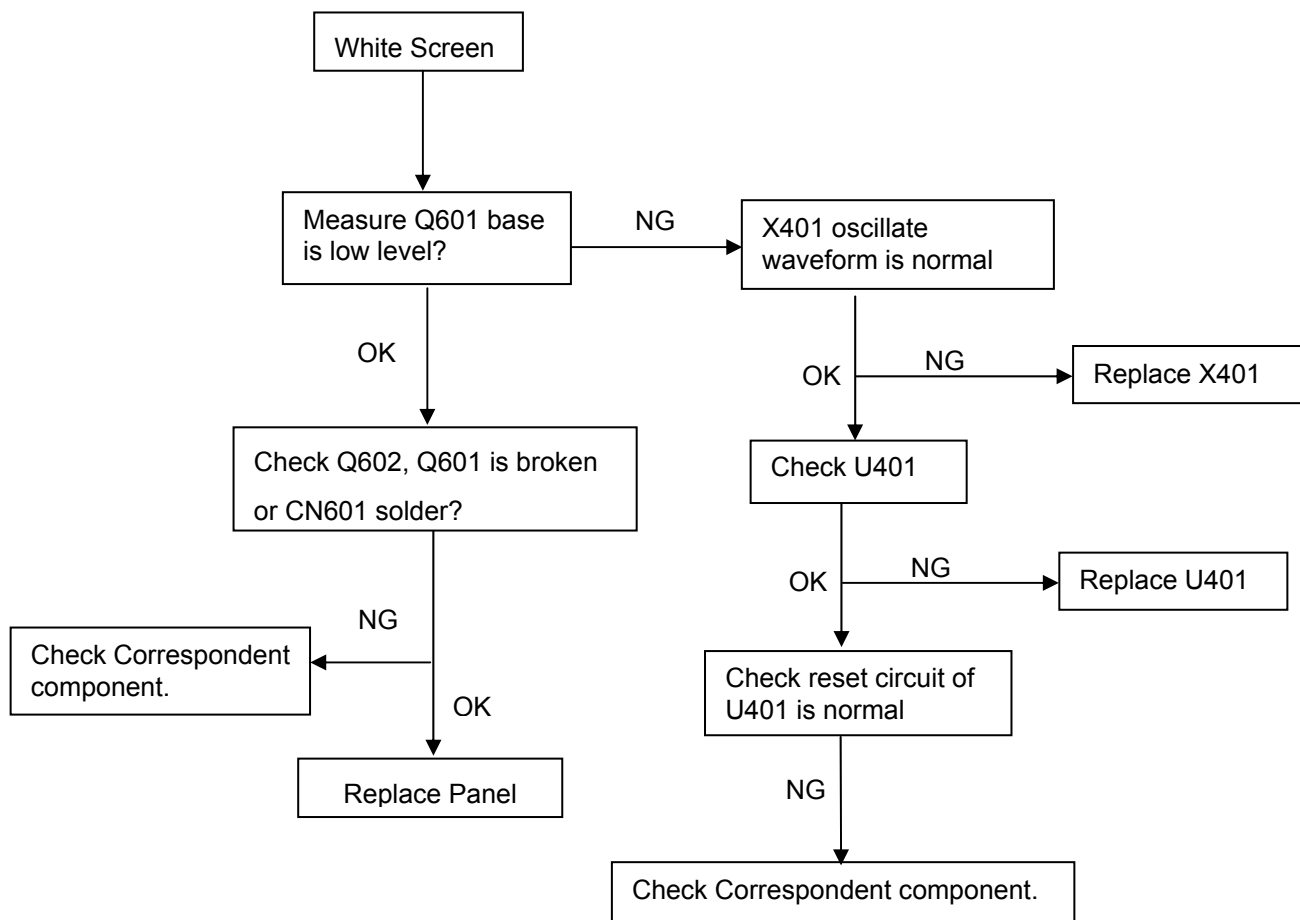 White Screen
Measure Q601 base
is low level?
NG
X401 oscillate
waveform is normal
OK
OK
NG
Replace X401
Check Q602, Q601 is broken
or CN601 solder?
Check U401
OK
NG
Replace U401
NG
Check Correspondent
component.
Check reset circuit of
U401 is normal
OK
Replace Panel
NG
Check Correspondent component.